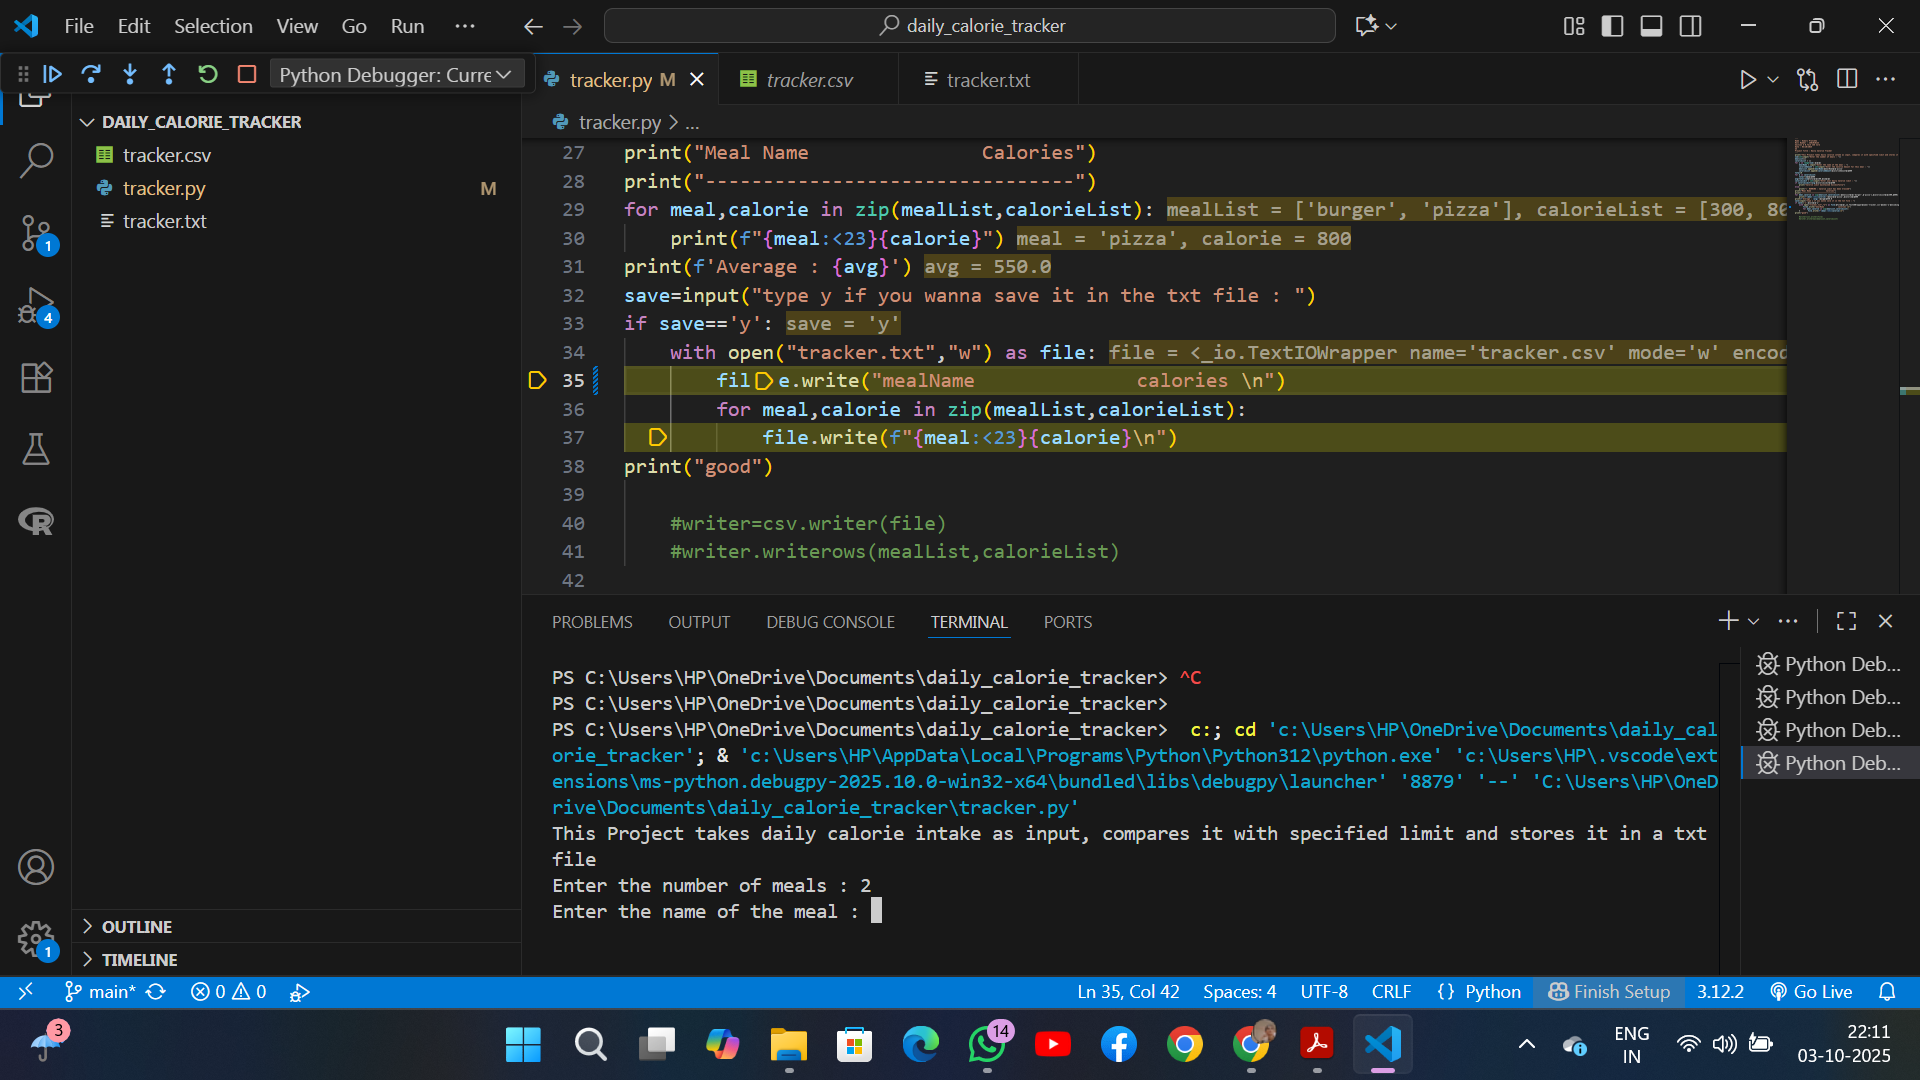 File Edit Selection View Go Run ··· daily_calorie_tracker
Python Debugger: Curre
tracker.py M tracker.csv tracker.txt
DAILY_CALORIE_TRACKER
tracker.csv
tracker.py M
tracker.txt
1
4
OUTLINE
TIMELINE
1
tracker.py > ...
27 print("Meal Name               Calories")
28 print("--------------------------------")
29 for meal,calorie in zip(mealList,calorieList): mealList = ['burger', 'pizza'], calorieList = [300, 80
30     print(f"{meal:<23}{calorie}") meal = 'pizza', calorie = 800
31 print(f'Average : {avg}') avg = 550.0
32 save=input("type y if you wanna save it in the txt file : ")
33 if save=='y': save = 'y'
34     with open("tracker.txt","w") as file: file = <_io.TextIOWrapper name='tracker.csv' mode='w' encod
35         file.write("mealName              calories \n")
36         for meal,calorie in zip(mealList,calorieList):
37             file.write(f"{meal:<23}{calorie}\n")
38 print("good")
39
40     #writer=csv.writer(file)
41     #writer.writerows(mealList,calorieList)
42
PROBLEMS OUTPUT DEBUG CONSOLE TERMINAL PORTS
PS C:\Users\HP\OneDrive\Documents\daily_calorie_tracker> ^C
PS C:\Users\HP\OneDrive\Documents\daily_calorie_tracker>
PS C:\Users\HP\OneDrive\Documents\daily_calorie_tracker>  c:; cd 'c:\Users\HP\OneDrive\Documents\daily_cal
orie_tracker'; & 'c:\Users\HP\AppData\Local\Programs\Python\Python312\python.exe' 'c:\Users\HP\.vscode\ext
ensions\ms-python.debugpy-2025.10.0-win32-x64\bundled\libs\debugpy\launcher' '8879' '--' 'C:\Users\HP\OneD
rive\Documents\daily_calorie_tracker\tracker.py'
This Project takes daily calorie intake as input, compares it with specified limit and stores it in a txt
file
Enter the number of meals : 2
Enter the name of the meal :
Python Deb...
Python Deb...
Python Deb...
Python Deb...
main* 0 0 Ln 35, Col 42 Spaces: 4 UTF-8 CRLF {} Python Finish Setup 3.12.2 Go Live
3 14 ENG
IN
22:11
03-10-2025